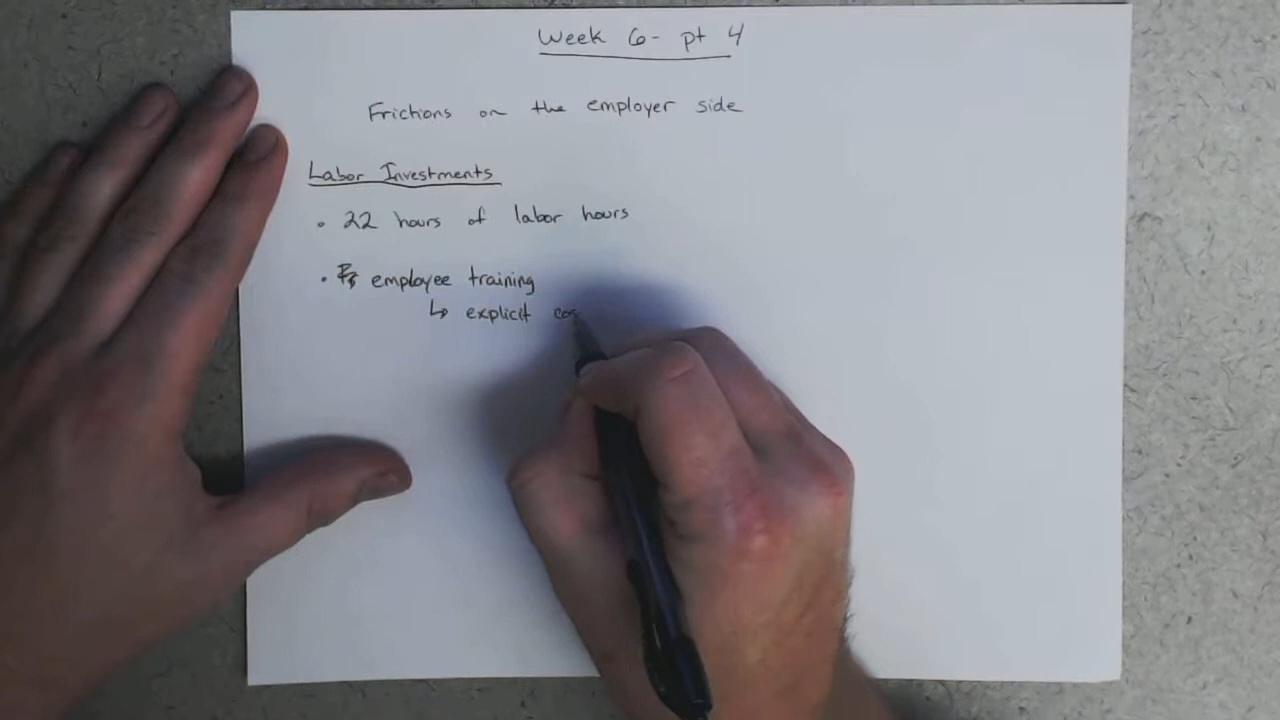 Week 6- pt 4
Frictions on the employer side
Labor Investments
• 22 hours of labor hours
• employee training
↳ explicit cos